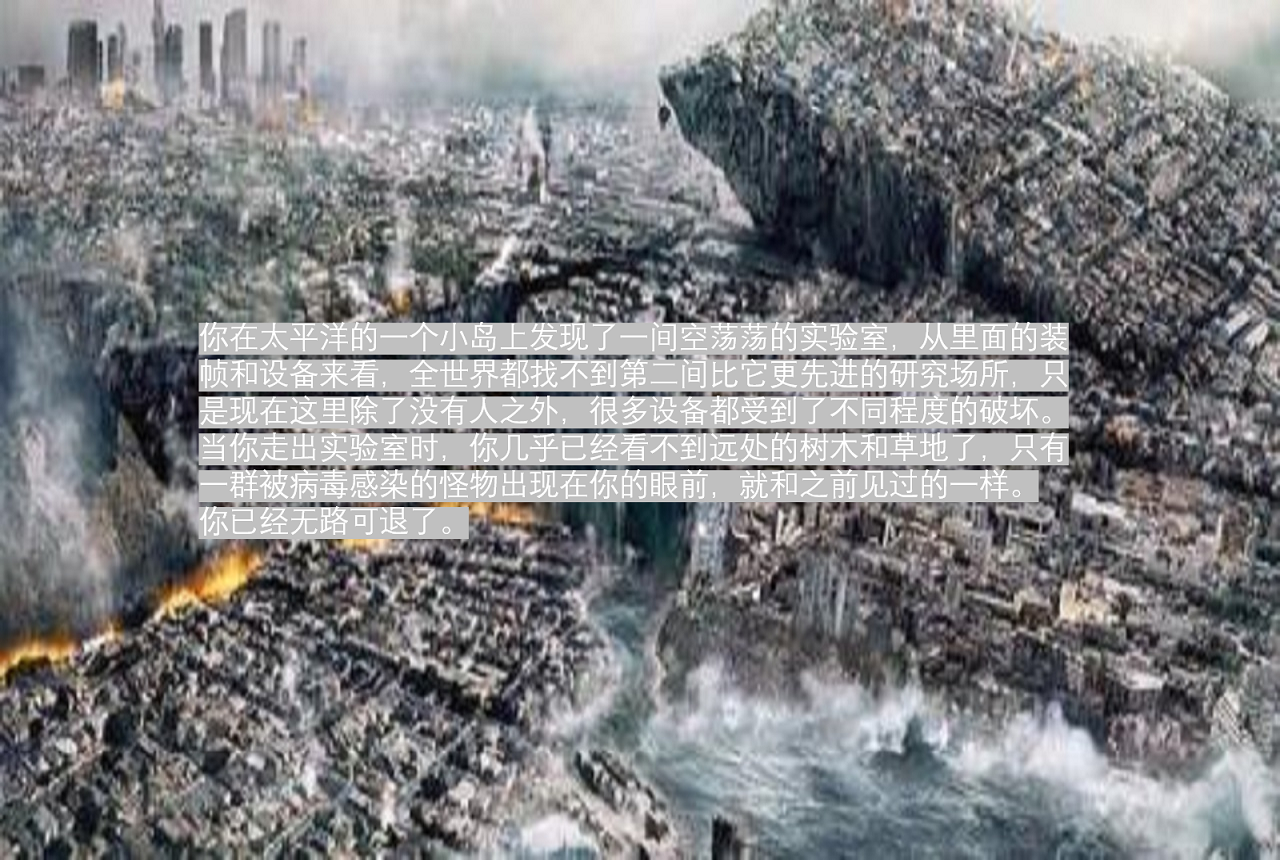 你在太平洋的一个小岛上发现了一间空荡荡的实验室，从里面的装
帧和设备来看，全世界都找不到第二间比它更先进的研究场所，只
是现在这里除了没有人之外，很多设备都受到了不同程度的破坏。
当你走出实验室时，你几乎已经看不到远处的树木和草地了，只有
一群被病毒感染的怪物出现在你的眼前，就和之前见过的一样。
你已经无路可退了。